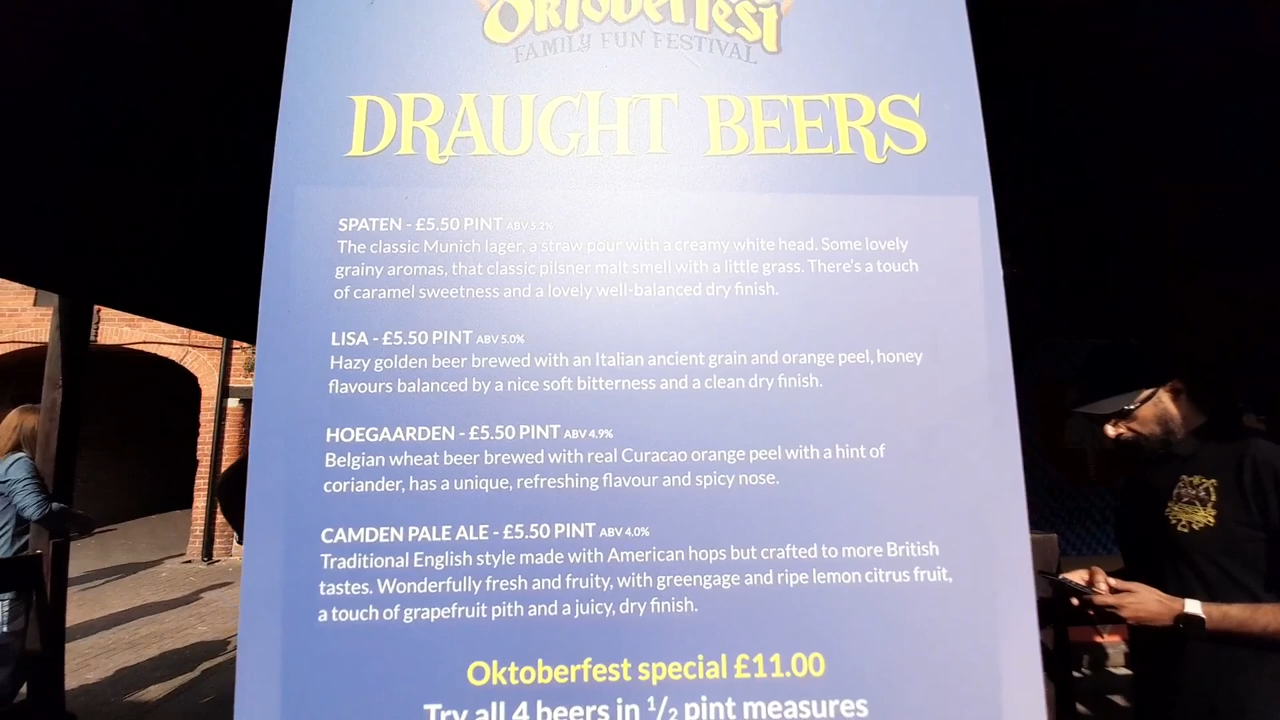 Oktoberfest
FAMILY FUN FESTIVAL
DRAUGHT BEERS
SPATEN - £5.50 PINT ABV 5.2%
The classic Munich lager, a straw pour with a creamy white head. Some lovely
grainy aromas, that classic pilsner malt smell with a little grass. There's a touch
of caramel sweetness and a lovely well-balanced dry finish.
LISA - £5.50 PINT ABV 5.0%
Hazy golden beer brewed with an Italian ancient grain and orange peel, honey
flavours balanced by a nice soft bitterness and a clean dry finish.
HOEGAARDEN - £5.50 PINT ABV 4.9%
Belgian wheat beer brewed with real Curacao orange peel with a hint of
coriander, has a unique, refreshing flavour and spicy nose.
CAMDEN PALE ALE - £5.50 PINT ABV 4.0%
Traditional English style made with American hops but crafted to more British
tastes. Wonderfully fresh and fruity, with greengage and ripe lemon citrus fruit,
a touch of grapefruit pith and a juicy, dry finish.
Oktoberfest special £11.00
Try all 4 beers in ½ pint measures